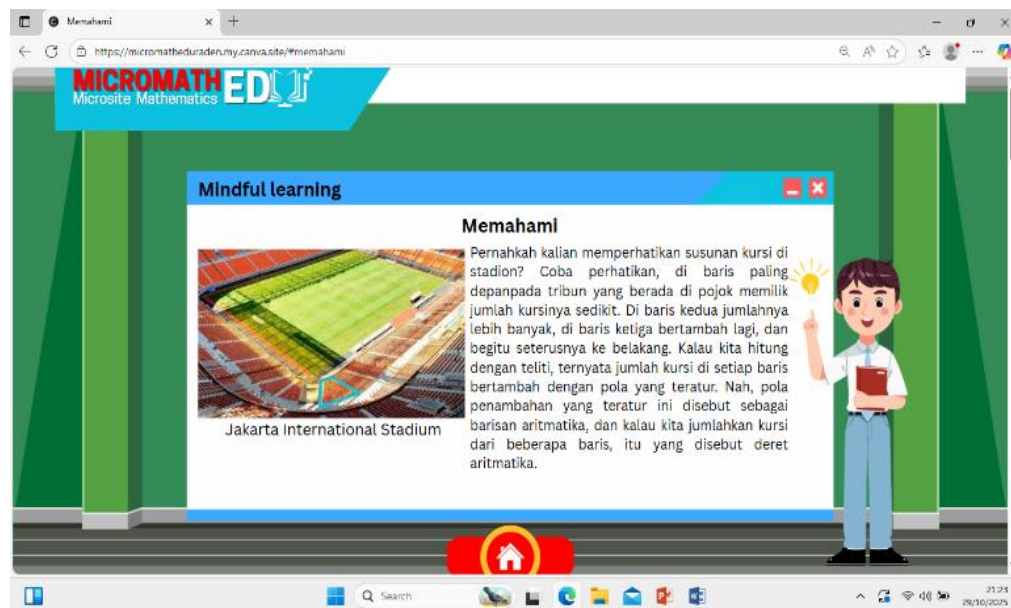 Memahami
https://micromatheduraden.my.canva.site/#memahami
MICROMATH EDU
Microsite Mathematics
Mindful learning
Memahami
Pernahkah kalian memperhatikan susunan kursi di
stadion? Coba perhatikan, di baris paling
depanpada tribun yang berada di pojok memilik
jumlah kursinya sedikit. Di baris kedua jumlahnya
lebih banyak, di baris ketiga bertambah lagi, dan
begitu seterusnya ke belakang. Kalau kita hitung
dengan teliti, ternyata jumlah kursi di setiap baris
bertambah dengan pola yang teratur. Nah, pola
penambahan yang teratur ini disebut sebagai
barisan aritmatika, dan kalau kita jumlahkan kursi
dari beberapa baris, itu yang disebut deret
aritmatika.
Jakarta International Stadium
Search
21:23
29/10/2025